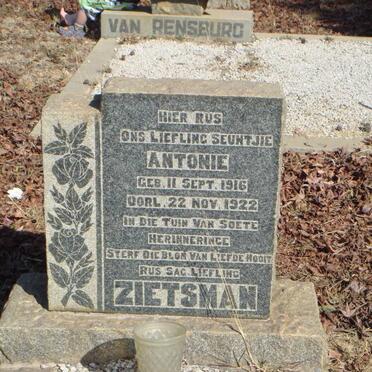 VAN RENSBURG
HIER RUS
ONS LIEFLING SEUNTJIE
ANTONIE
GEB. 11 SEPT. 1916
OORL. 22 NOV. 1922
IN DIE TUIN VAN SOETE
HERINNERINGE
STERF DIE BLOM VAN LIEFDE NOOIT
RUS SAG LIEFLING
ZIETSMAN